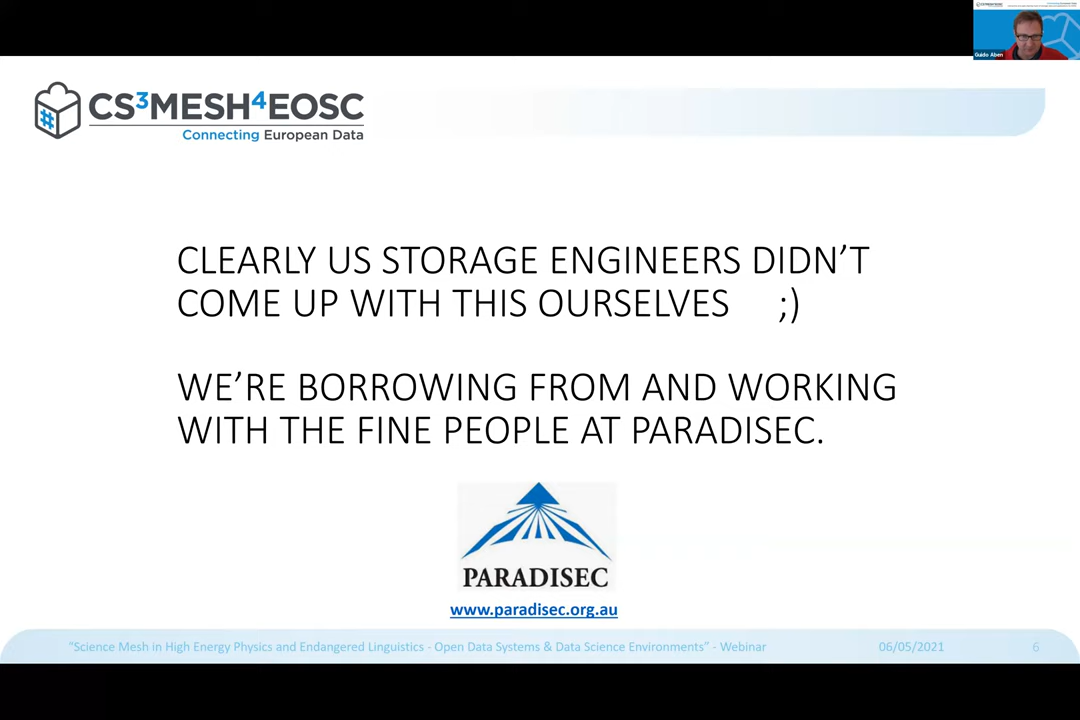 Guido Aben
CS3MESH4EOSC
Connecting European Data
CLEARLY US STORAGE ENGINEERS DIDN’T
COME UP WITH THIS OURSELVES ;)
WE’RE BORROWING FROM AND WORKING
WITH THE FINE PEOPLE AT PARADISEC.
PARADISEC
www.paradisec.org.au
“Science Mesh in High Energy Physics and Endangered Linguistics - Open Data Systems & Data Science Environments” - Webinar 06/05/2021 6